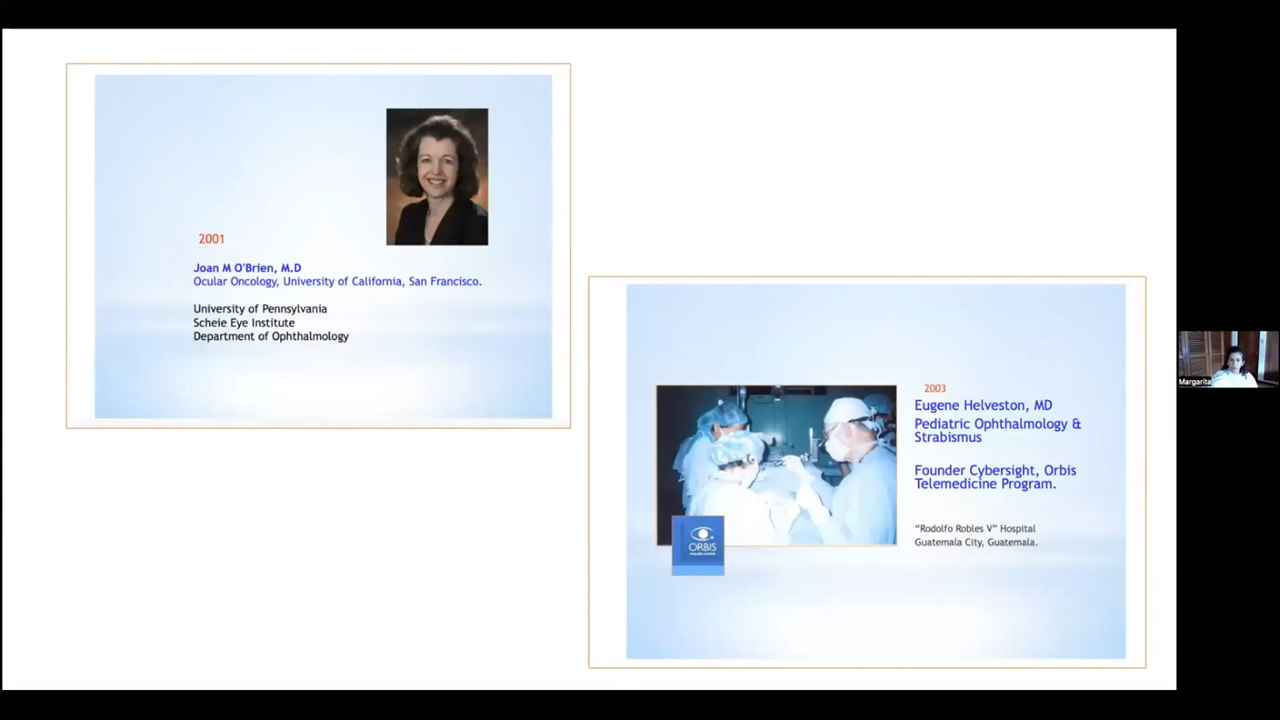 2001
Joan M O'Brien, M.D
Ocular Oncology, University of California, San Francisco.
University of Pennsylvania
Scheie Eye Institute
Department of Ophthalmology
2003
Eugene Helveston, MD
Pediatric Ophthalmology &
Strabismus
Founder Cybersight, Orbis
Telemedicine Program.
“Rodolfo Robles V” Hospital
Guatemala City, Guatemala.
ORBIS
Margarita